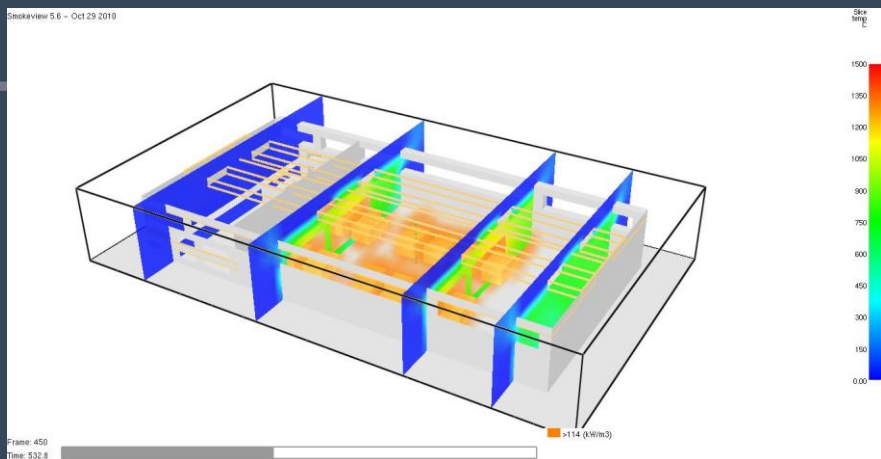 Smokeview 5.6 - Oct 29 2010
Slice
temp
C
1500
1350
1200
1050
900
750
600
450
300
150
0.00
>114 (kW/m3)
Frame: 450
Time: 532.8